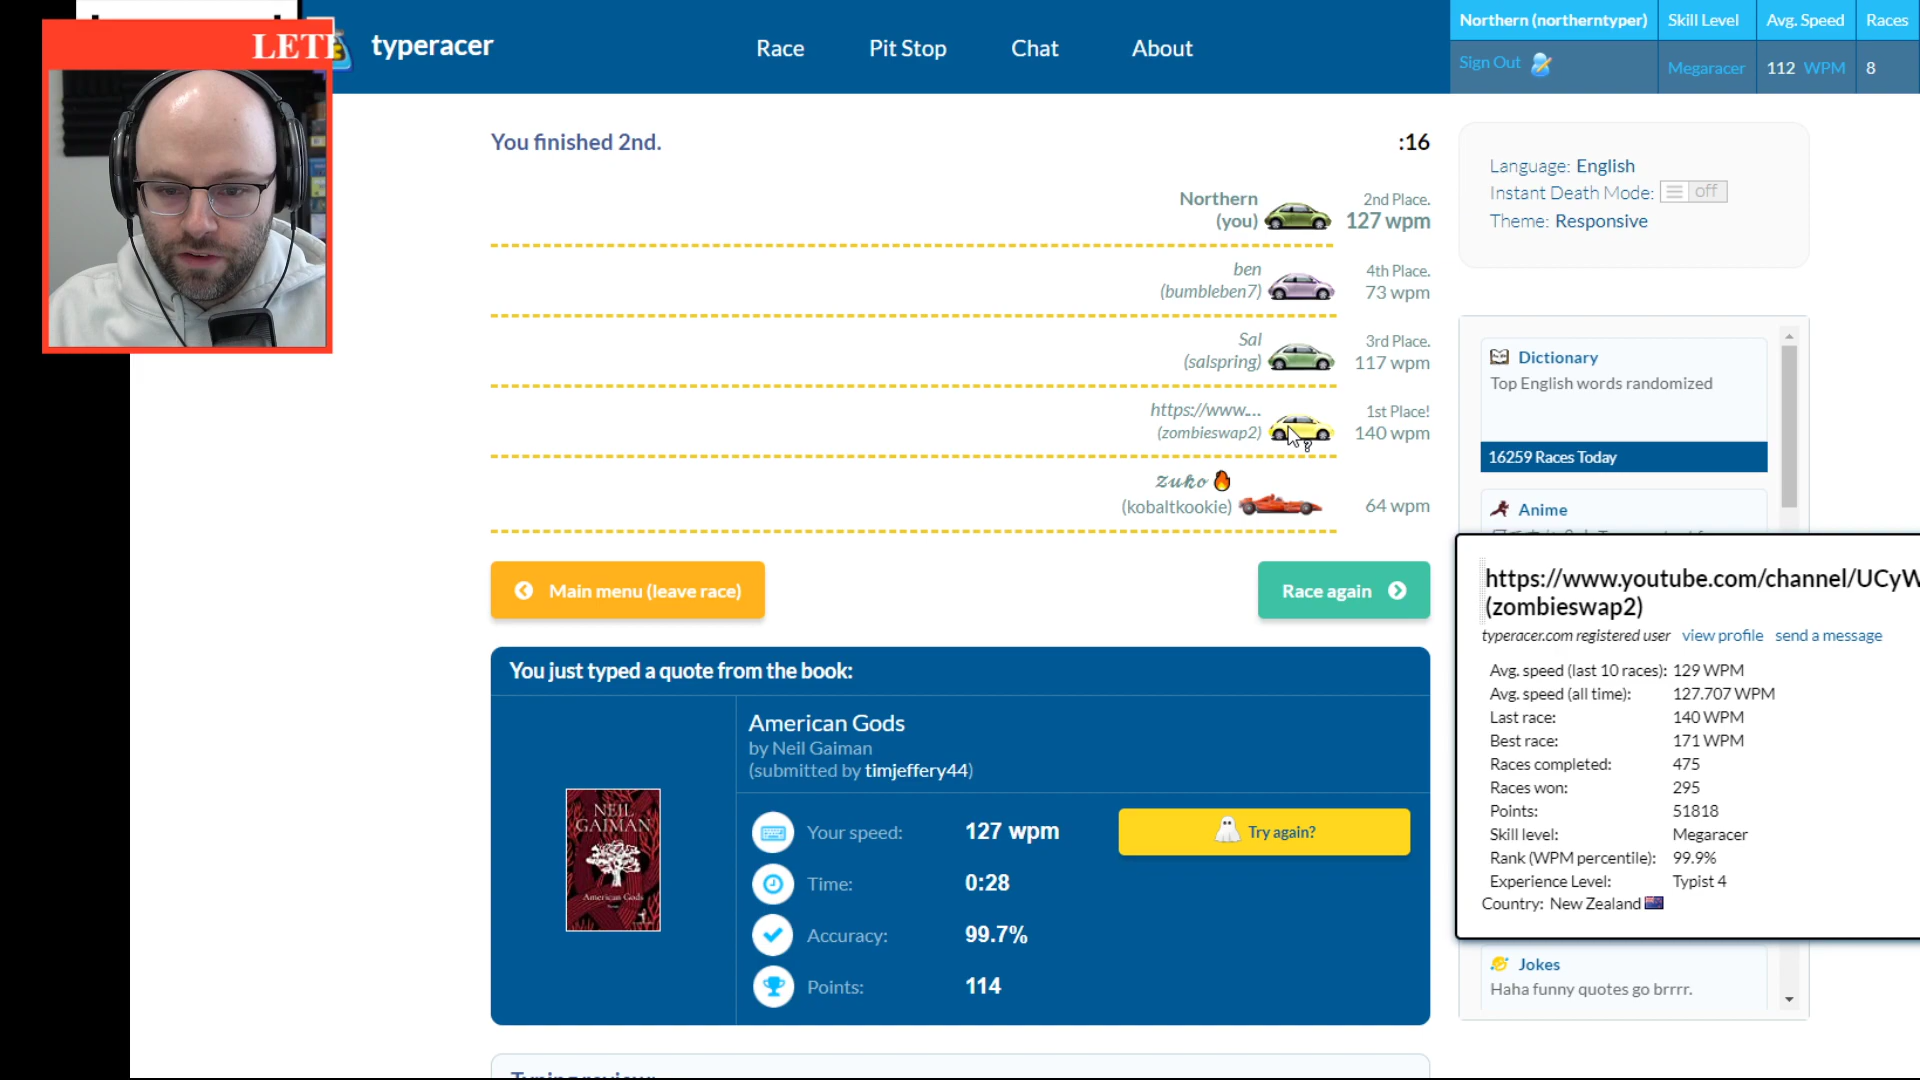 LETI
typeracer
Race
Pit Stop
Chat
About
Northern (northerntyper)
Skill Level
Avg. Speed
Races
Sign Out
Megaracer
112 WPM
8
You finished 2nd.
:16
Language: English
Instant Death Mode: off
Theme: Responsive
Northern
(you)
2nd Place.
127 wpm
ben
(bumbleben7)
4th Place.
73 wpm
Sal
(salspring)
3rd Place.
117 wpm
https://www....
(zombieswap2)
1st Place!
140 wpm
zuko🔥
(kobaltkookie)
64 wpm
Dictionary
Top English words randomized
16259 Races Today
Anime
Main menu (leave race)
Race again
https://www.youtube.com/channel/UCyW
(zombieswap2)
typeracer.com registered user view profile send a message
Avg. speed (last 10 races): 129 WPM
Avg. speed (all time): 127.707 WPM
Last race: 140 WPM
Best race: 171 WPM
Races completed: 475
Races won: 295
Points: 51818
Skill level: Megaracer
Rank (WPM percentile): 99.9%
Experience Level: Typist 4
Country: New Zealand
You just typed a quote from the book:
American Gods
by Neil Gaiman
(submitted by timjeffery44)
NEIL
GAIMAN
American Gods
Your speed: 127 wpm
Try again?
Time: 0:28
Accuracy: 99.7%
Points: 114
Jokes
Haha funny quotes go brrrr.
Typing review: